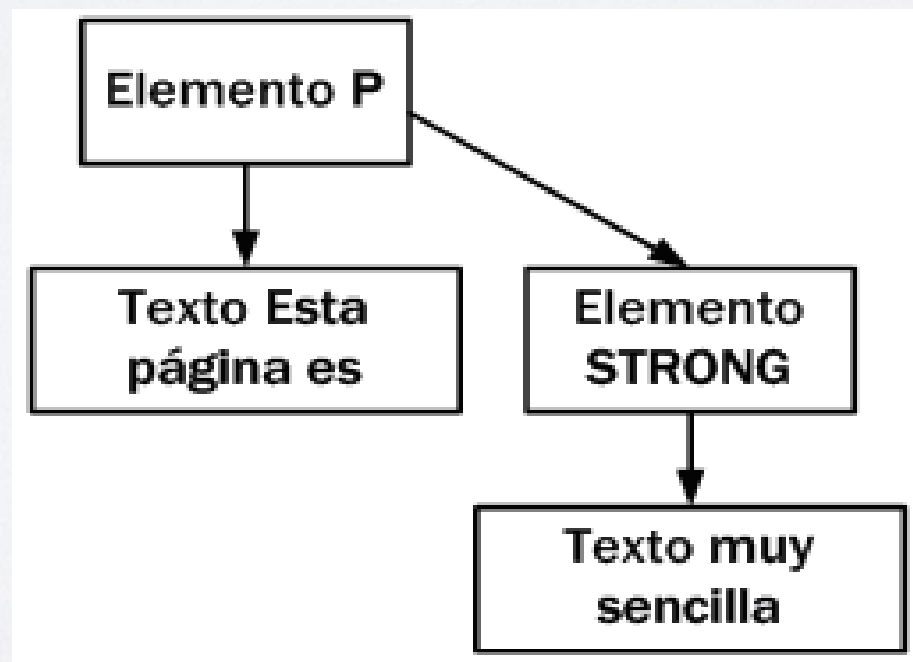 Elemento P
Texto Esta
página es
Elemento
STRONG
Texto muy
sencilla